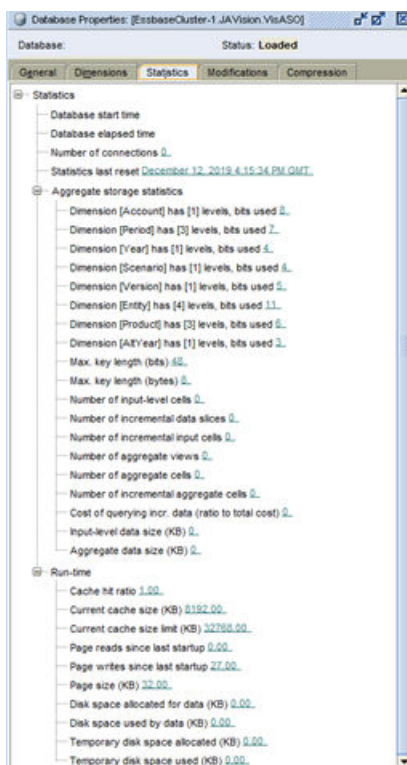 Database Properties: [EssbaseCluster-1.JAVision.VisASO]
Database: Status: Loaded
General Dimensions Statistics Modifications Compression
Statistics
Database start time
Database elapsed time
Number of connections 0
Statistics last reset December 12, 2019 4:15:34 PM GMT
Aggregate storage statistics
Dimension [Account] has [1] levels, bits used 8
Dimension [Period] has [3] levels, bits used 7
Dimension [Year] has [1] levels, bits used 4
Dimension [Scenario] has [1] levels, bits used 4
Dimension [Version] has [1] levels, bits used 5
Dimension [Entity] has [4] levels, bits used 11
Dimension [Product] has [3] levels, bits used 6
Dimension [AltYear] has [1] levels, bits used 3
Max. key length (bits) 48
Max. key length (bytes) 8
Number of input-level cells 0
Number of incremental data slices 0
Number of incremental input cells 0
Number of aggregate views 0
Number of aggregate cells 0
Number of incremental aggregate cells 0
Cost of querying incr. data (ratio to total cost) 0
Input-level data size (KB) 0
Aggregate data size (KB) 0
Run-time
Cache hit ratio 1.00
Current cache size (KB) 8192.00
Current cache size limit (KB) 32768.00
Page reads since last startup 0.00
Page writes since last startup 27.00
Page size (KB) 32.00
Disk space allocated for data (KB) 0.00
Disk space used by data (KB) 0.00
Temporary disk space allocated (KB) 0.00
Temporary disk space used (KB) 0.00